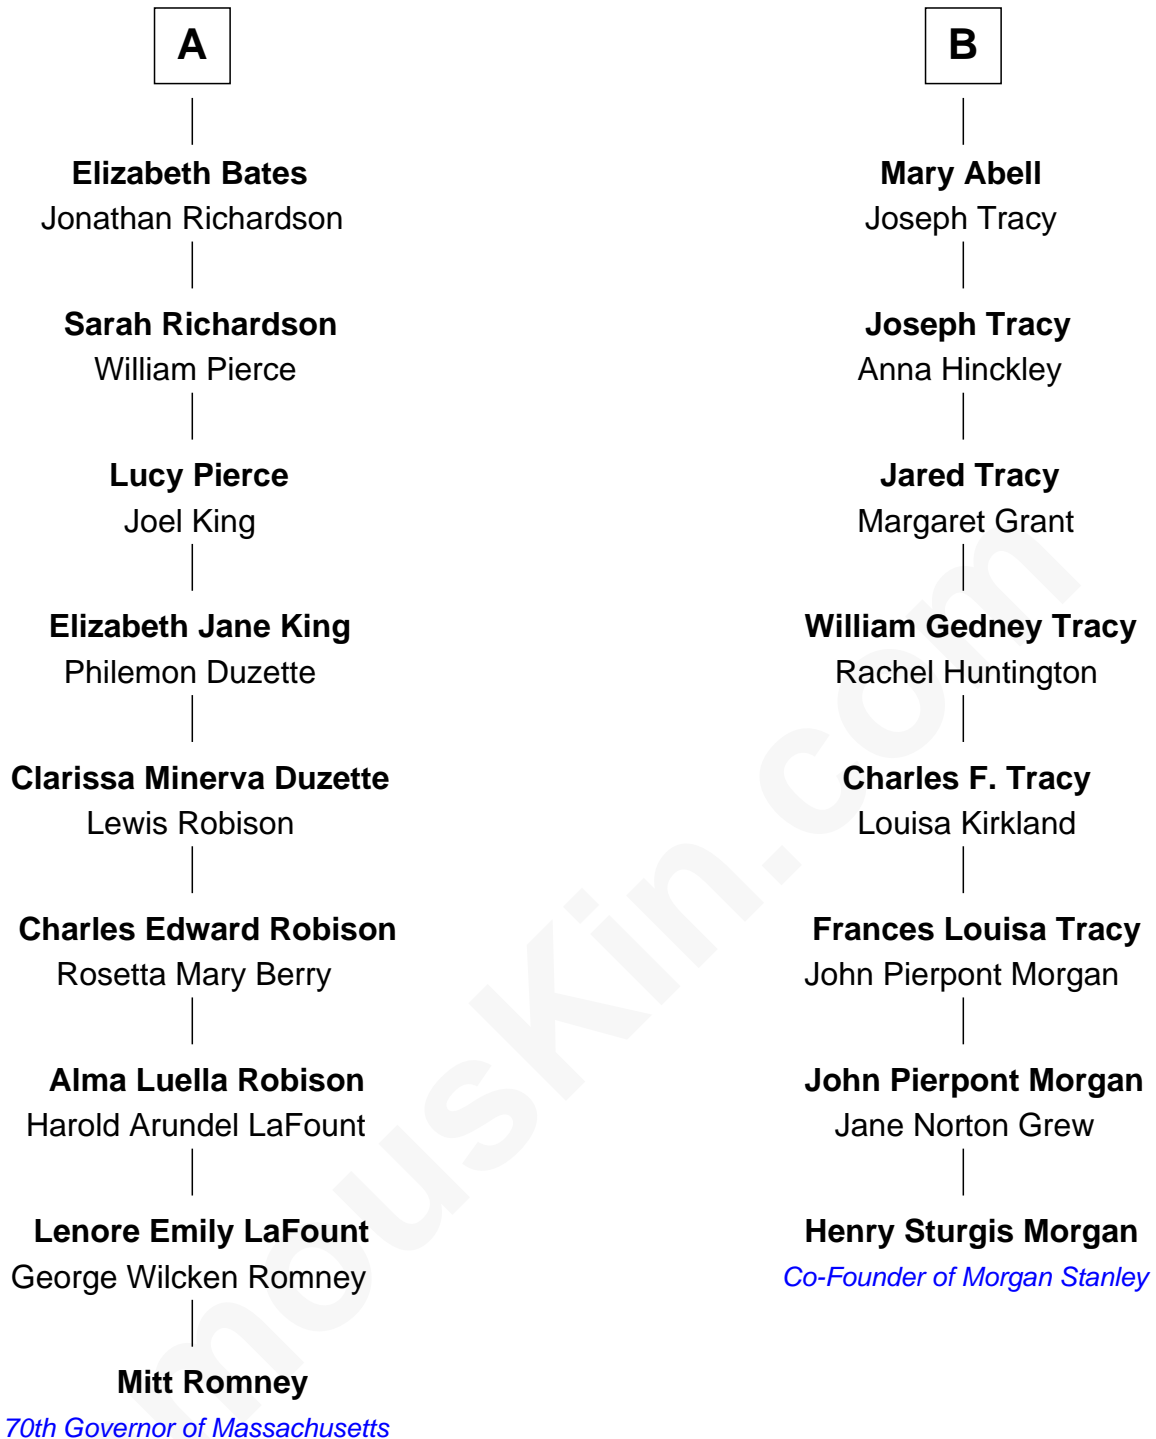 A
Elizabeth Bates
Jonathan Richardson
Sarah Richardson
William Pierce
Lucy Pierce
Joel King
Elizabeth Jane King
Philemon Duzette
Clarissa Minerva Duzette
Lewis Robison
Charles Edward Robison
Rosetta Mary Berry
Alma Luella Robison
Harold Arundel LaFount
Lenore Emily LaFount
George Wilcken Romney
Mitt Romney
70th Governor of Massachusetts
B
Mary Abell
Joseph Tracy
Joseph Tracy
Anna Hinckley
Jared Tracy
Margaret Grant
William Gedney Tracy
Rachel Huntington
Charles F. Tracy
Louisa Kirkland
Frances Louisa Tracy
John Pierpont Morgan
John Pierpont Morgan
Jane Norton Grew
Henry Sturgis Morgan
Co-Founder of Morgan Stanley
mousKin.com